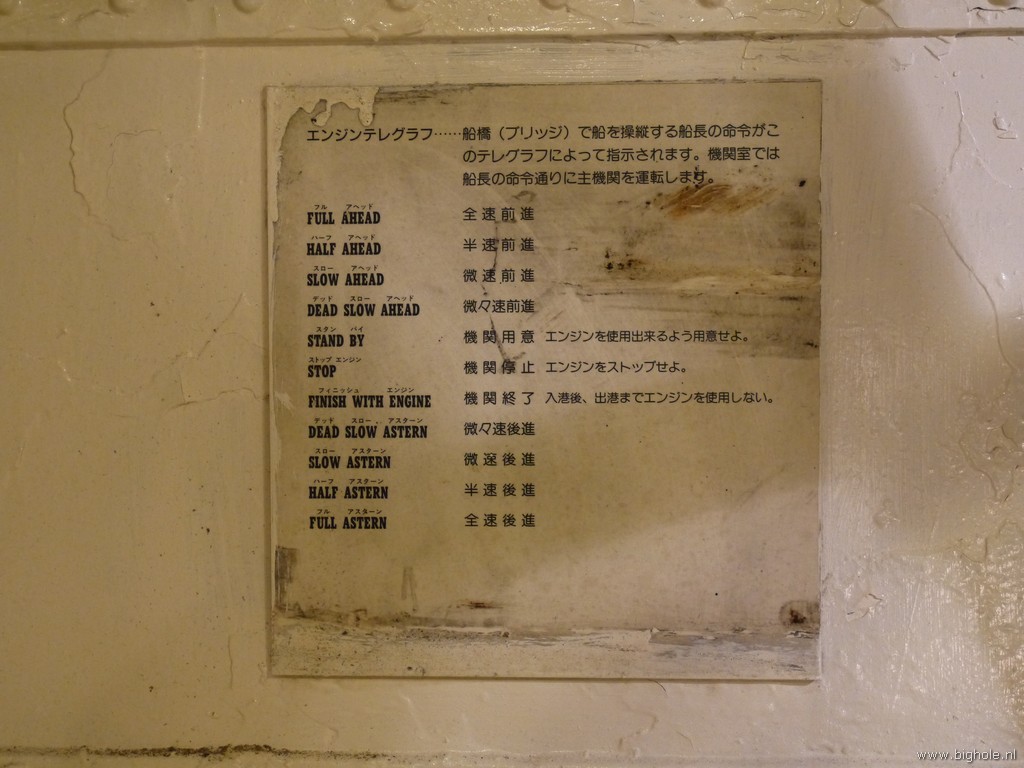 エンジンテレグラフ……船橋（ブリッジ）で船を操縦する船長の命令がこ
のテレグラフによって指示されます。機関室では
船長の命令通りに主機関を運転します。
フル アヘッド
FULL AHEAD 全速前進
ハーフ アヘッド
HALF AHEAD 半速前進
スロー アヘッド
SLOW AHEAD 微速前進
デッド スロー アヘッド
DEAD SLOW AHEAD 微々速前進
スタン バイ
STAND BY 機関用意 エンジンを使用出来るよう用意せよ。
ストップ エンジン
STOP 機関停止 エンジンをストップせよ。
フィニッシュ エンジン
FINISH WITH ENGINE 機関終了 入港後、出港までエンジンを使用しない。
デッド スロー アスターン
DEAD SLOW ASTERN 微々速後進
スロー アスターン
SLOW ASTERN 微速後進
ハーフ アスターン
HALF ASTERN 半速後進
フル アスターン
FULL ASTERN 全速後進
www.bighole.nl